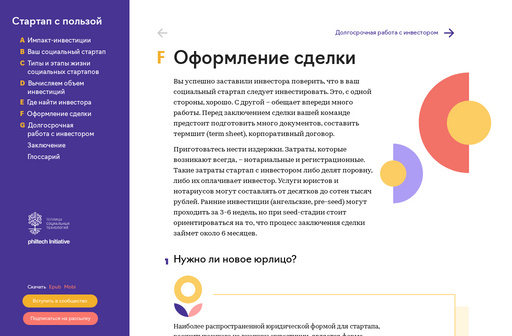 Стартап с пользой
A Импакт-инвестиции
B Ваш социальный стартап
C Типы и этапы жизни
социальных стартапов
D Вычисляем объем
инвестиций
E Где найти инвестора
F Оформление сделки
G Долгосрочная
работа с инвестором
Заключение
Глоссарий
philtech Initiative
Скачать Epub Mobi
Вступить в сообщество
Подписаться на рассылку
Долгосрочная работа с инвестором
F Оформление сделки
Вы успешно заставили инвестора поверить, что в ваш
социальный стартап следует инвестировать. Это, с одной
стороны, хорошо. С другой – обещает впереди много
работы. Перед заключением сделки вашей команде
предстоит подготовить много документов, составить
термшит (term sheet), корпоративный договор.
Приготовьтесь нести издержки. Затраты, которые
возникают всегда, – нотариальные и регистрационные.
Такие затраты стартап с инвестором либо делят поровну,
либо их оплачивает инвестор. Услуги юристов и
нотариусов могут составлять от десятков до сотен тысяч
рублей. Ранние инвестиции (ангельские, pre-seed) могут
проходить за 3-6 недель, но при seed-стадии стоит
ориентироваться на то, что процесс заключения сделки
займет около 6 месяцев.
1 Нужно ли новое юрлицо?
Наиболее распространенной юридической формой для стартапа,